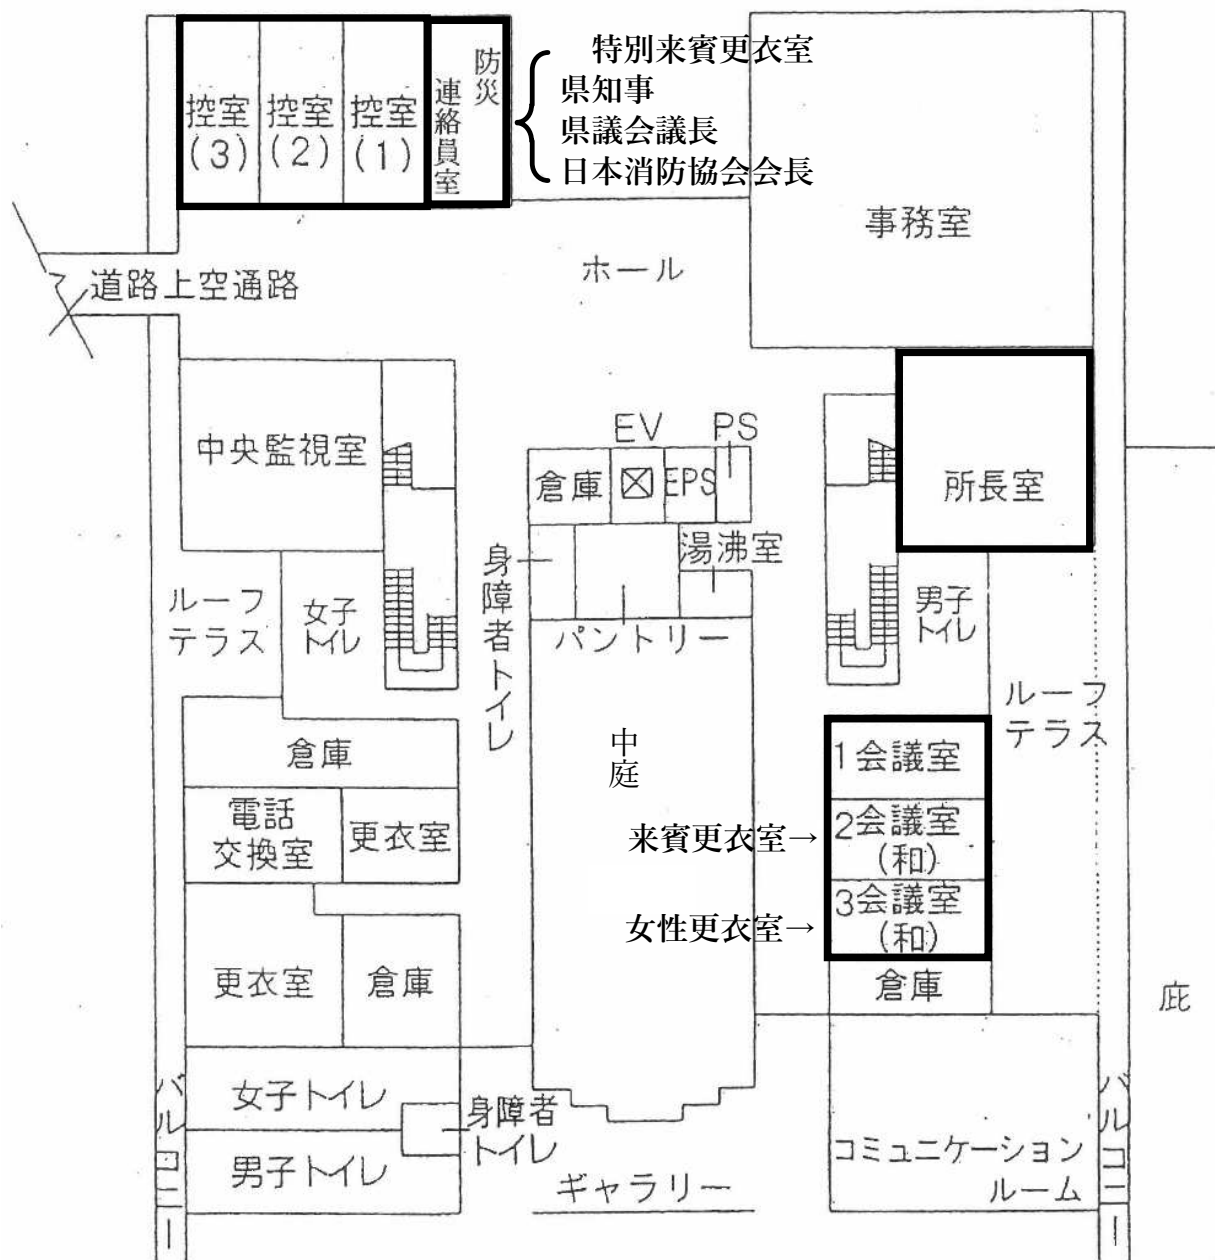 控室
(3)
控室
(2)
控室
(1)
防災
連絡員室
特別来賓更衣室
県知事
県議会議長
日本消防協会会長
事務室
ホール
道路上空通路
中央監視室
EV
PS
倉庫
EPS
所長室
湯沸室
身障者トイレ
パントリー
ルーフ
テラス
女子
トイレ
男子
トイレ
ルーフ
テラス
中庭
倉庫
電話
交換室
更衣室
1会議室
来賓更衣室→
2会議室
(和)
女性更衣室→
3会議室
(和)
更衣室
倉庫
倉庫
庇
バルコニー
女子トイレ
身障者
トイレ
男子トイレ
ギャラリー
コミュニケーション
ルーム
バルコニー